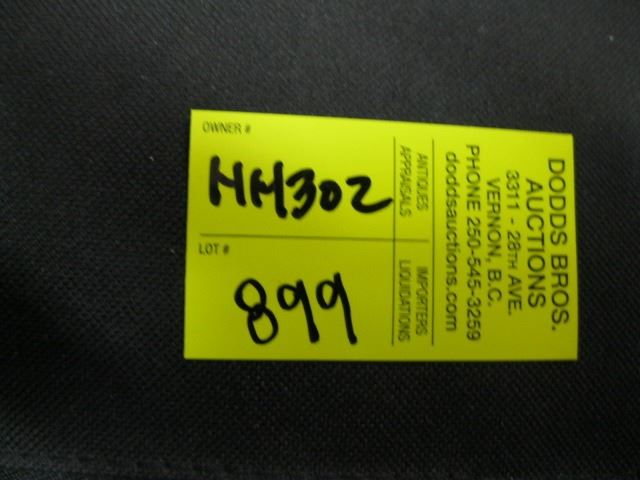 OWNER #
HH302
LOT #
899
ANTIQUES
APPRAISALS
IMPORTERS
LIQUIDATIONS
DODDS BROS.
AUCTIONS
3311 - 28TH AVE.
VERNON, B.C.
PHONE 250-545-3259
doddsauctions.com